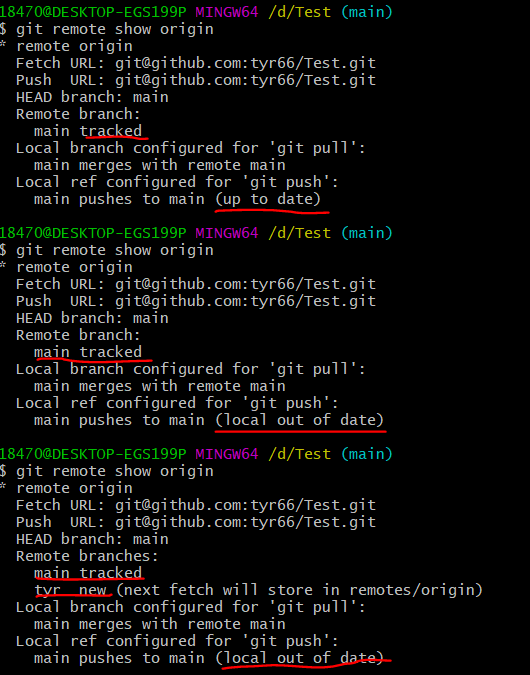 18470@DESKTOP-EGS199P MINGW64 /d/Test (main)
$ git remote show origin
* remote origin
  Fetch URL: git@github.com:tyr66/Test.git
  Push  URL: git@github.com:tyr66/Test.git
  HEAD branch: main
  Remote branch:
    main tracked
  Local branch configured for 'git pull':
    main merges with remote main
  Local ref configured for 'git push':
    main pushes to main (up to date)
18470@DESKTOP-EGS199P MINGW64 /d/Test (main)
$ git remote show origin
* remote origin
  Fetch URL: git@github.com:tyr66/Test.git
  Push  URL: git@github.com:tyr66/Test.git
  HEAD branch: main
  Remote branch:
    main tracked
  Local branch configured for 'git pull':
    main merges with remote main
  Local ref configured for 'git push':
    main pushes to main (local out of date)
18470@DESKTOP-EGS199P MINGW64 /d/Test (main)
$ git remote show origin
* remote origin
  Fetch URL: git@github.com:tyr66/Test.git
  Push  URL: git@github.com:tyr66/Test.git
  HEAD branch: main
  Remote branches:
    main tracked
    tyr  new (next fetch will store in remotes/origin)
  Local branch configured for 'git pull':
    main merges with remote main
  Local ref configured for 'git push':
    main pushes to main (local out of date)